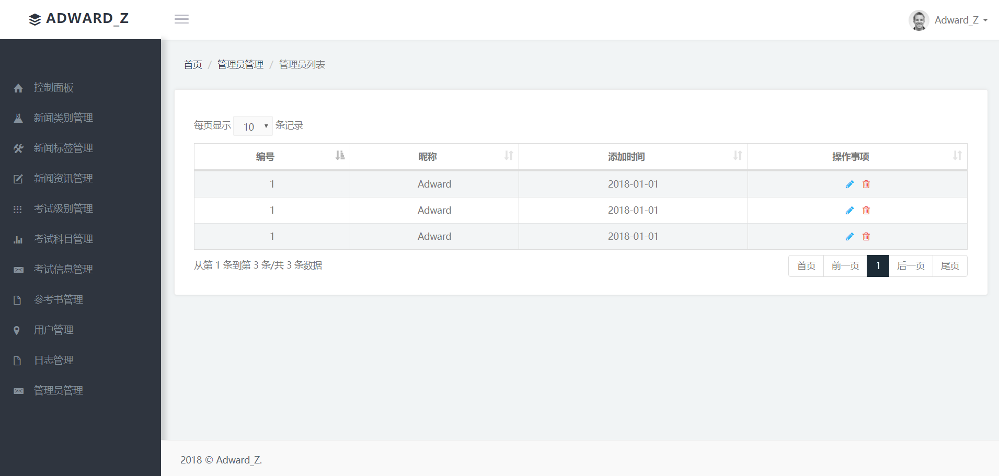 ADWARD_Z
Adward_Z
首页 / 管理员管理 / 管理员列表
控制面板
新闻类别管理
新闻标签管理
新闻资讯管理
考试级别管理
考试科目管理
考试信息管理
参考书管理
用户管理
日志管理
管理员管理
每页显示 10 条记录
编号 昵称 添加时间 操作事项
1 Adward 2018-01-01
1 Adward 2018-01-01
1 Adward 2018-01-01
从第 1 条到第 3 条/共 3 条数据
首页 前一页 1 后一页 尾页
2018 © Adward_Z.